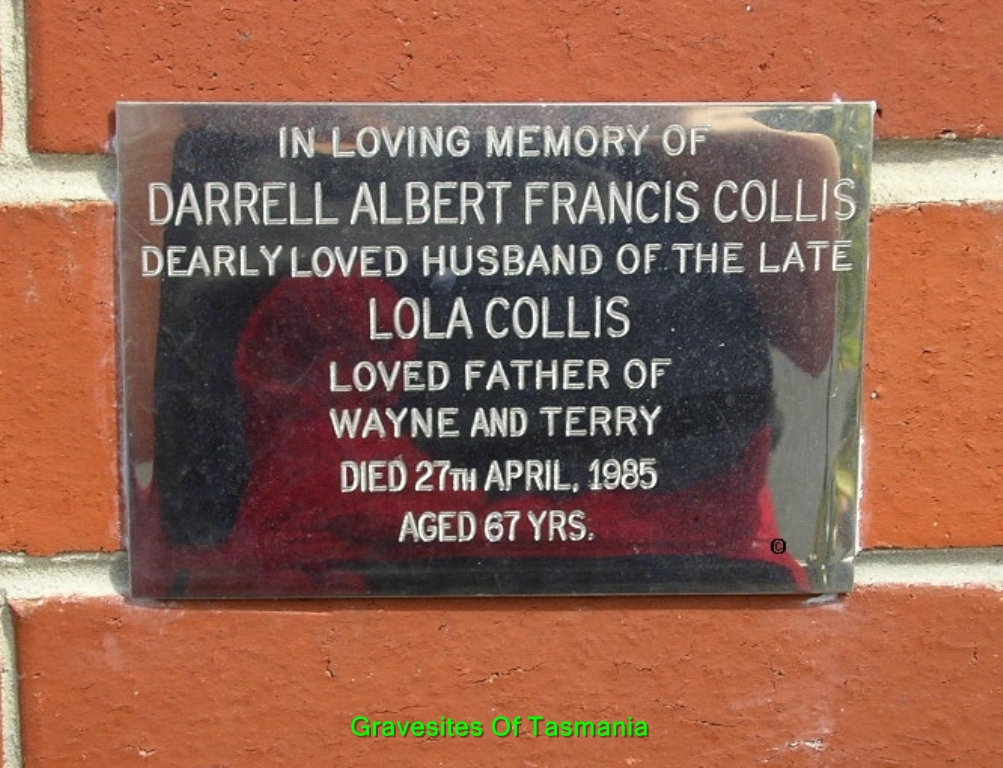 IN LOVING MEMORY OF
DARRELL ALBERT FRANCIS COLLIS
DEARLY LOVED HUSBAND OF THE LATE
LOLA COLLIS
LOVED FATHER OF
WAYNE AND TERRY
DIED 27TH APRIL, 1985
AGED 67 YRS.
©
Gravesites Of Tasmania